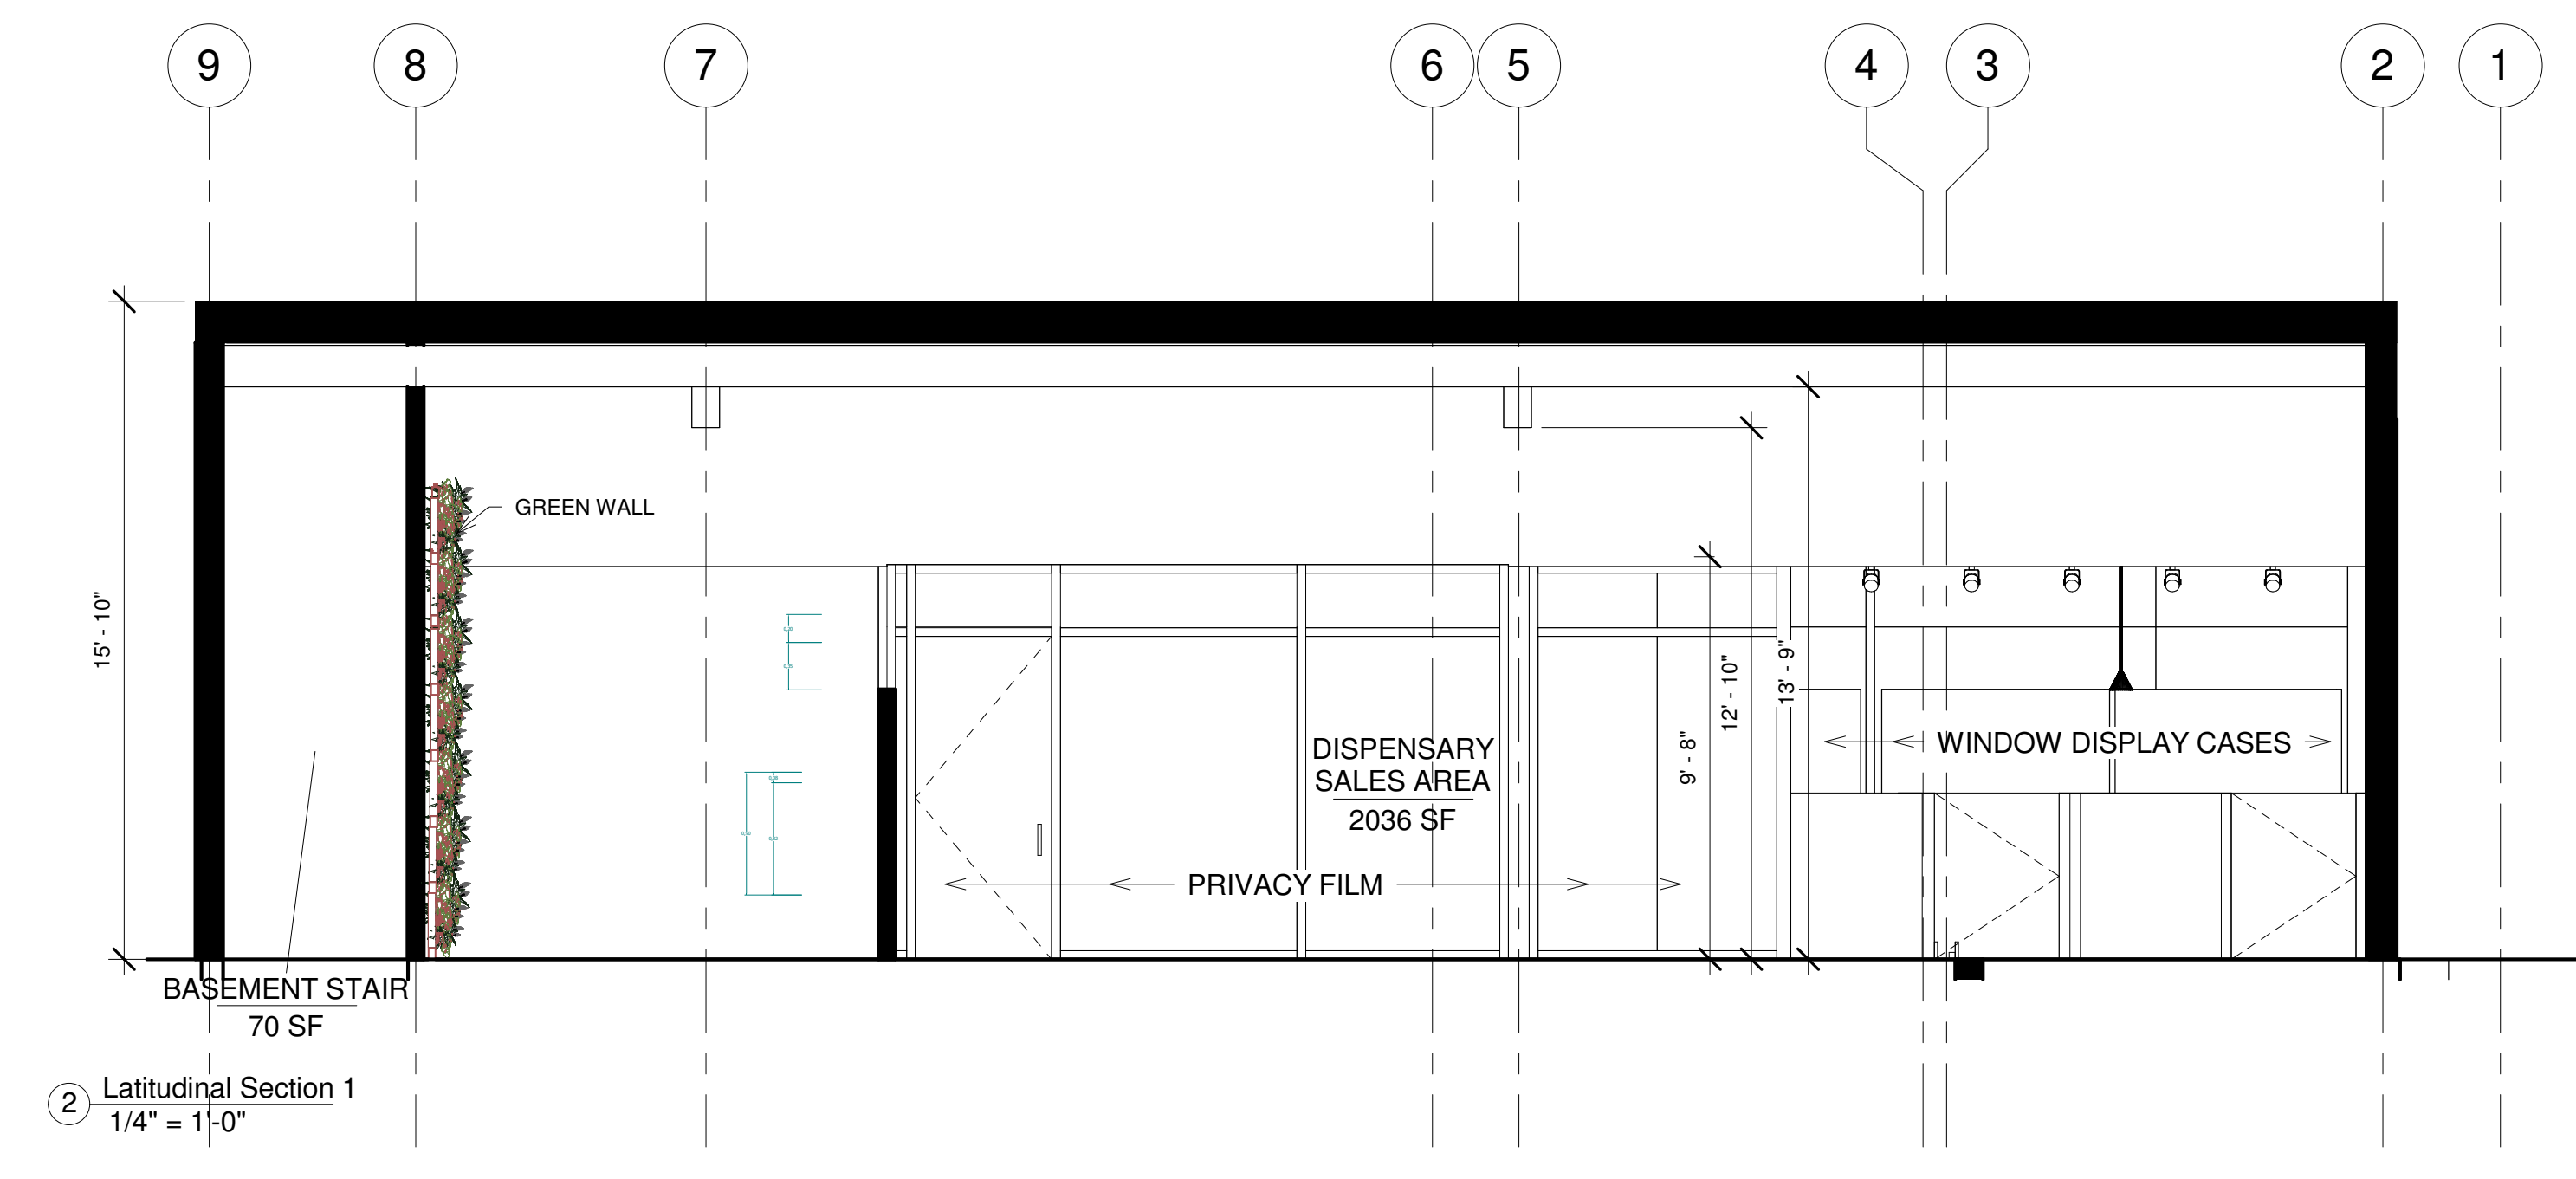 9 8 7 6 5 4 3 2 1
GREEN WALL
15' - 10"
9' - 8"
12' - 10"
13' - 9"
DISPENSARY
SALES AREA
2036 SF
WINDOW DISPLAY CASES
PRIVACY FILM
BASEMENT STAIR
70 SF
2
Latitudinal Section 1
1/4" = 1'-0"